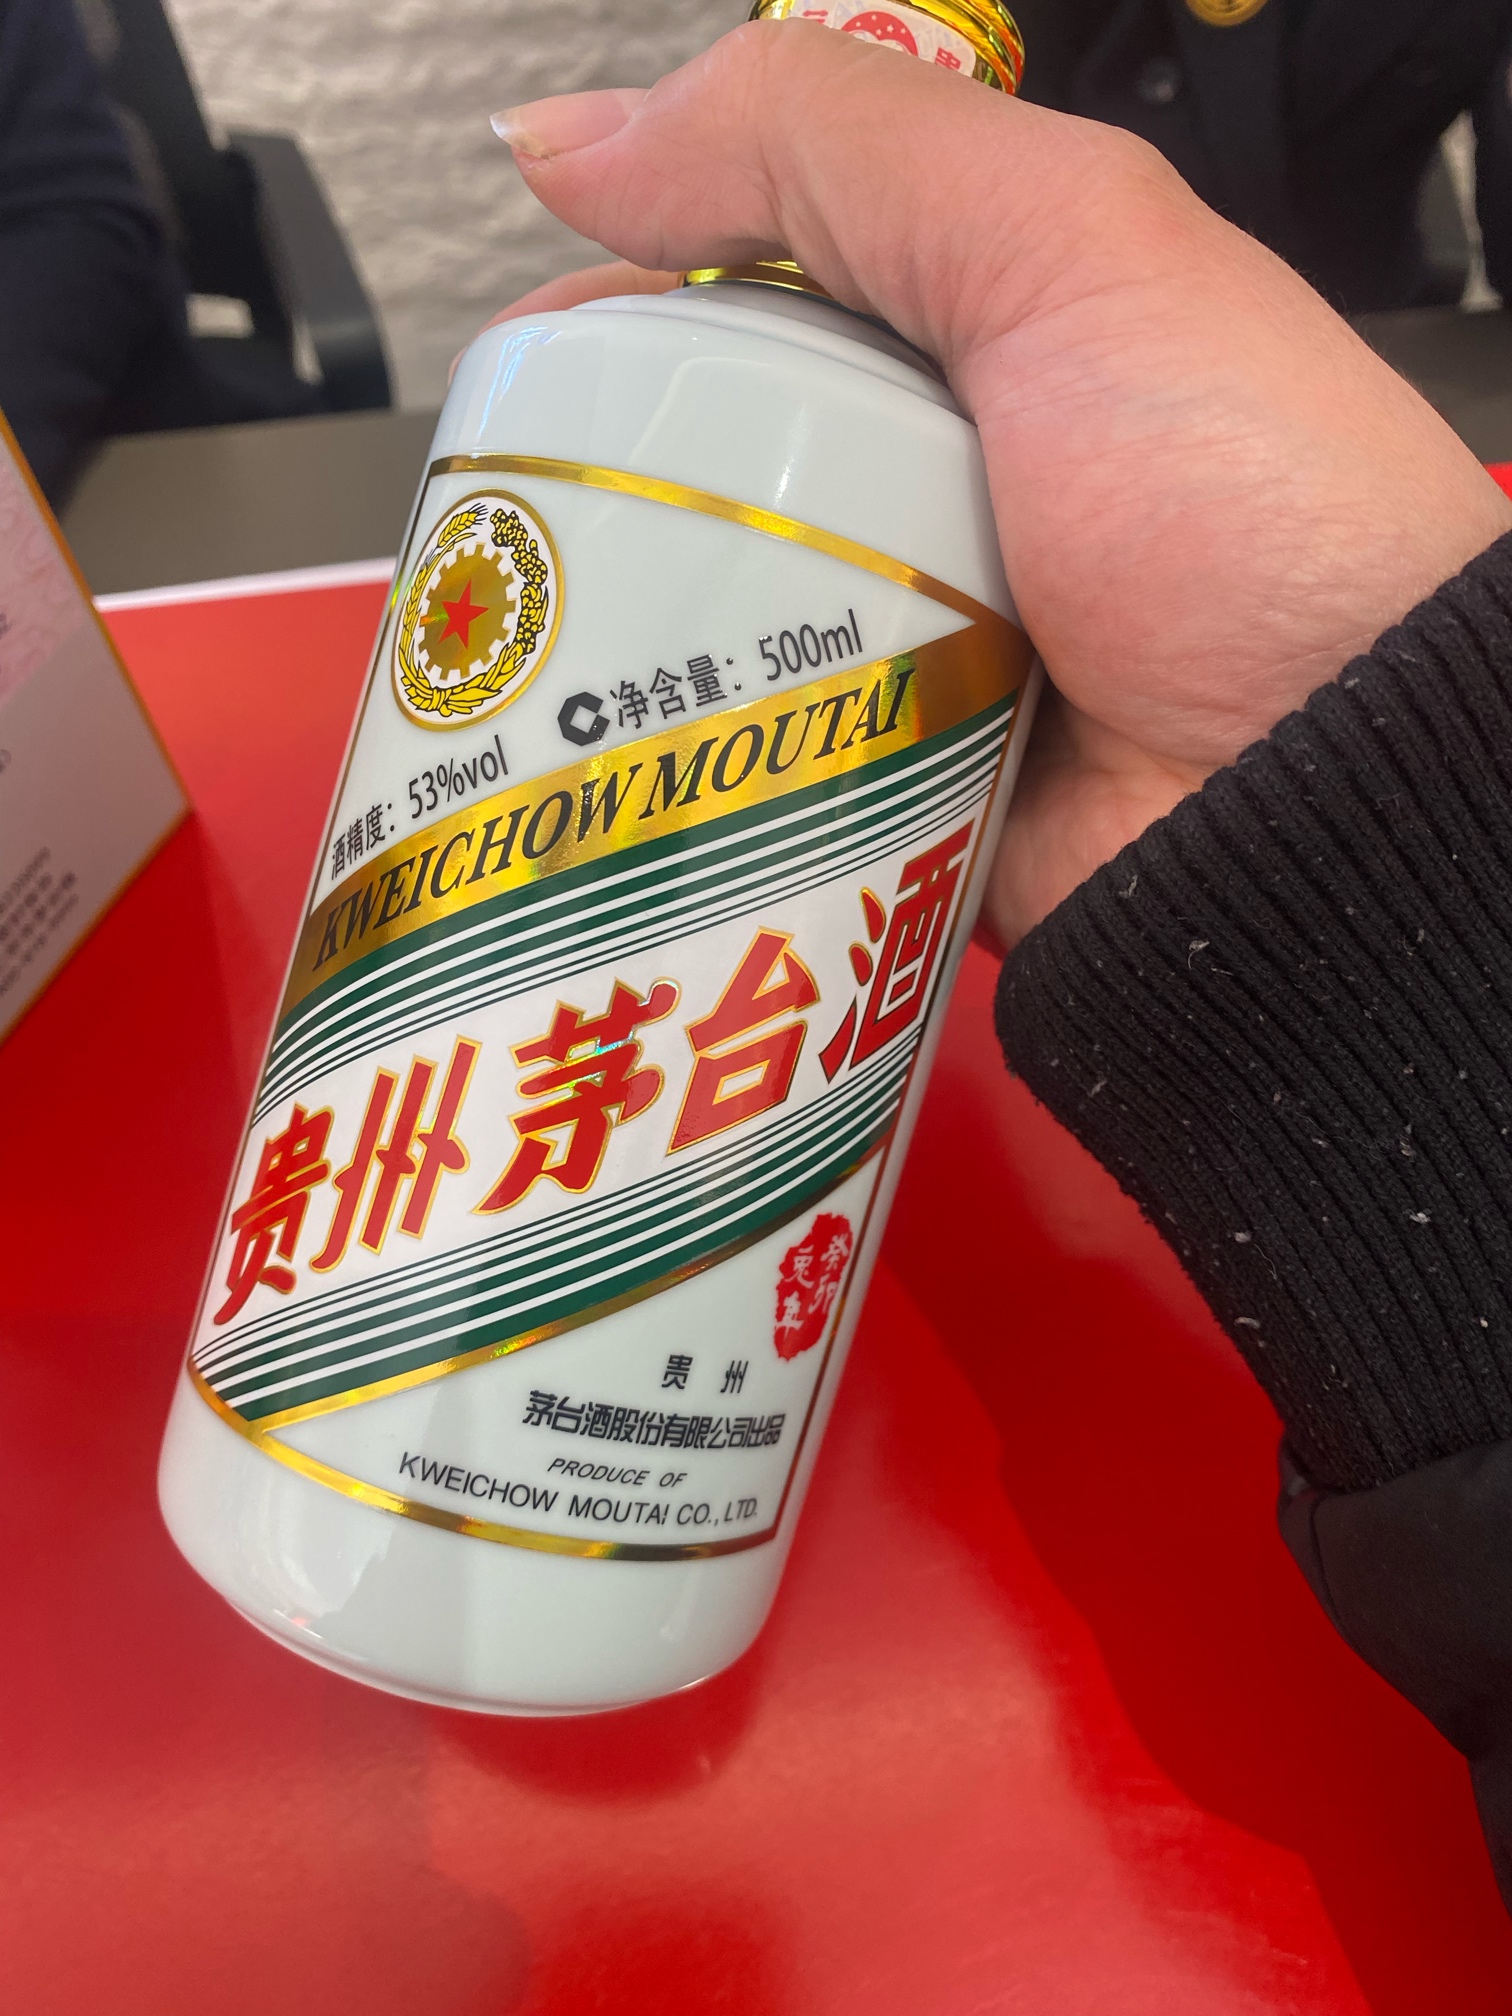 净含量：500ml
酒精度：53%vol
KWEICHOW MOUTAI
贵州茅台酒
癸卯
兔年
贵 州
茅台酒股份有限公司出品
PRODUCE OF
KWEICHOW MOUTAI CO., LTD.